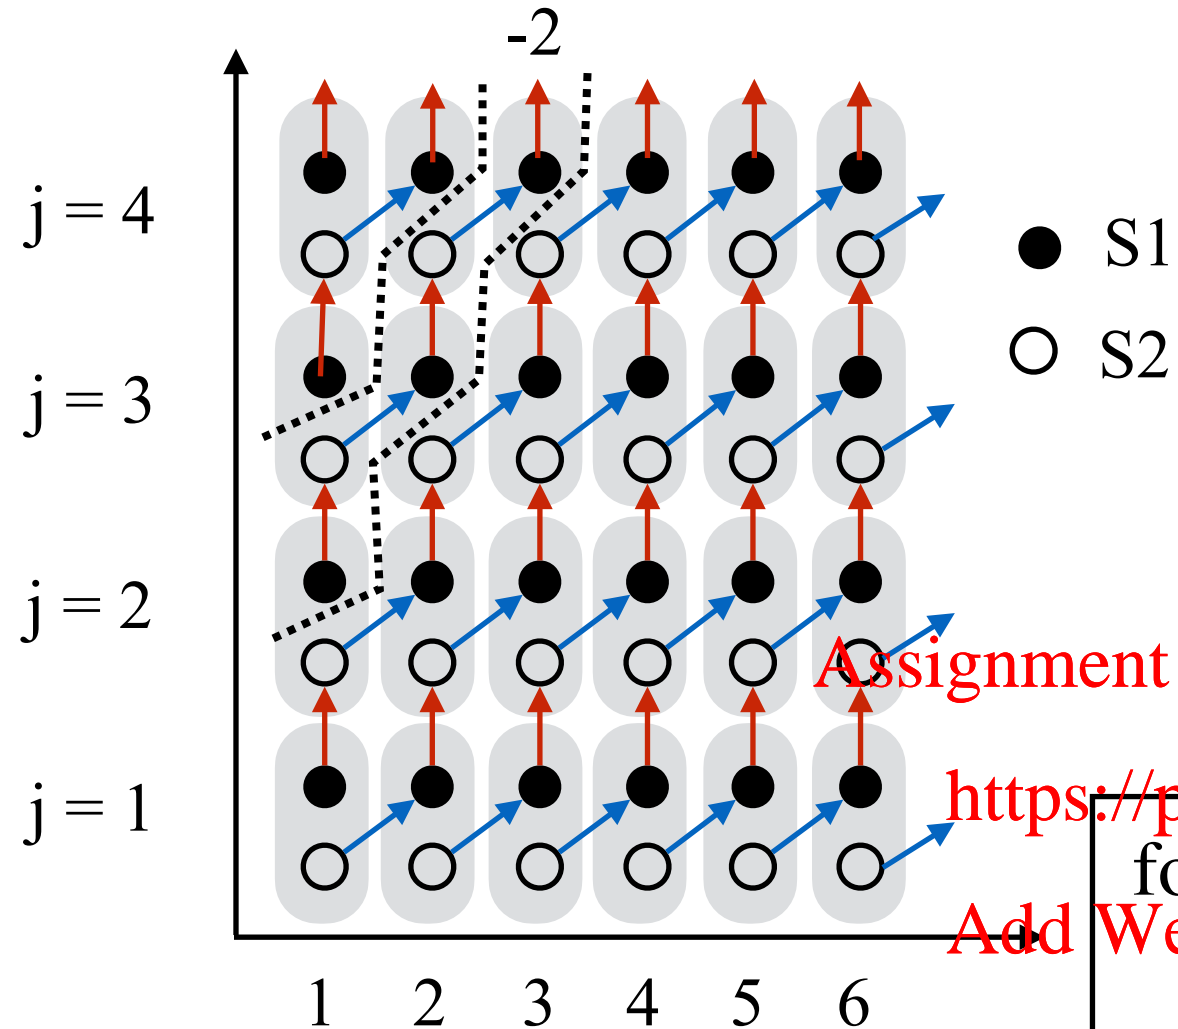 -2
j = 4
S1
S2
j = 3
j = 2
Assignment
j = 1
https://p
fo
Add We
1 2 3 4 5 6